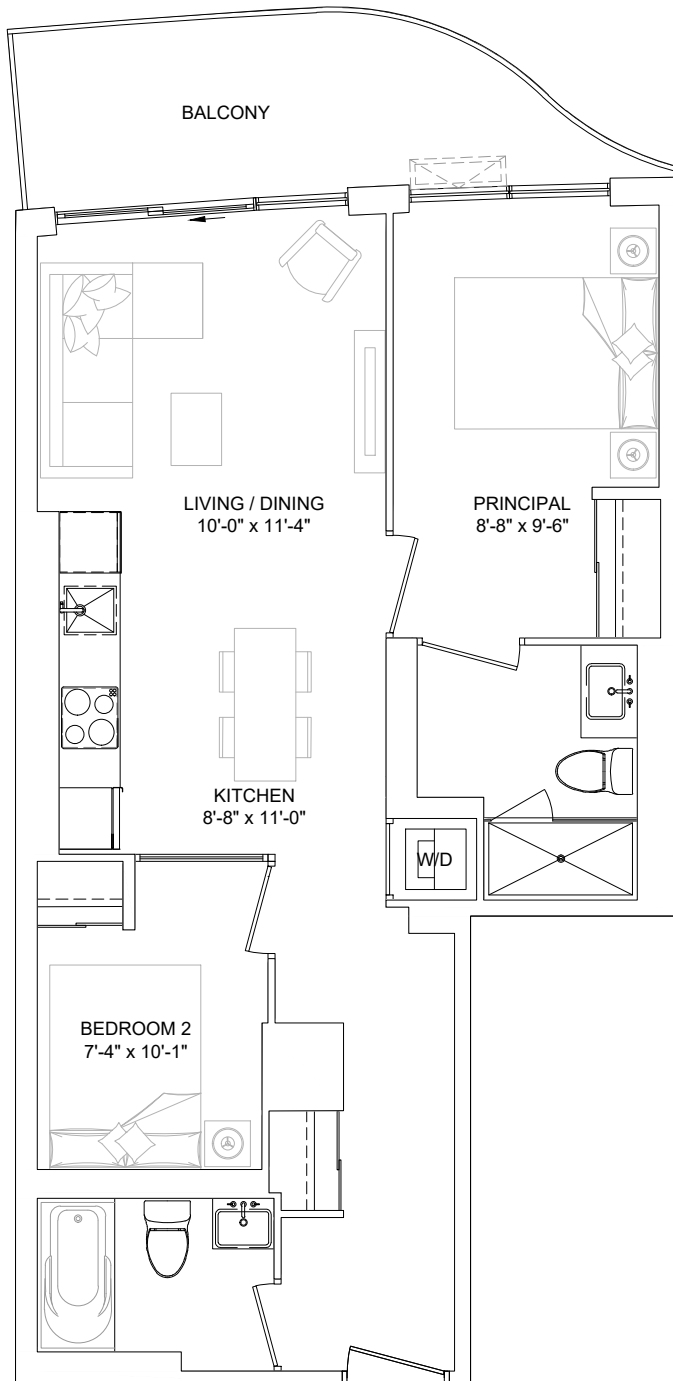 BALCONY
LIVING / DINING
10'-0" x 11'-4"
PRINCIPAL
8'-8" x 9'-6"
KITCHEN
8'-8" x 11'-0"
W/D
BEDROOM 2
7'-4" x 10'-1"